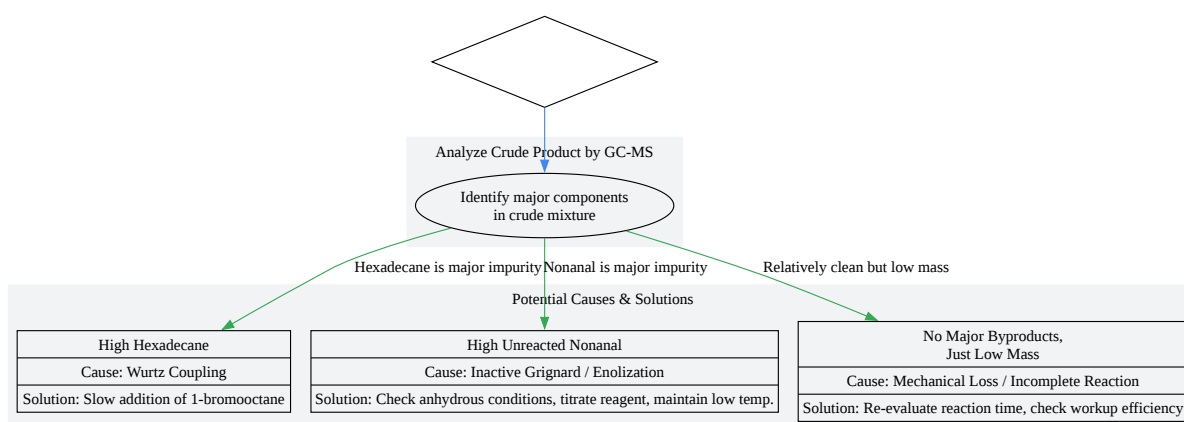 Analyze Crude Product by GC-MS
Identify major components
in crude mixture
Hexadecane is major impurity
Nonanal is major impurity
Relatively clean but low mass
Potential Causes & Solutions
High Hexadecane
Cause: Wurtz Coupling
Solution: Slow addition of 1-bromooctane
High Unreacted Nonanal
Cause: Inactive Grignard / Enolization
Solution: Check anhydrous conditions, titrate reagent, maintain low temp.
No Major Byproducts,
Just Low Mass
Cause: Mechanical Loss / Incomplete Reaction
Solution: Re-evaluate reaction time, check workup efficiency